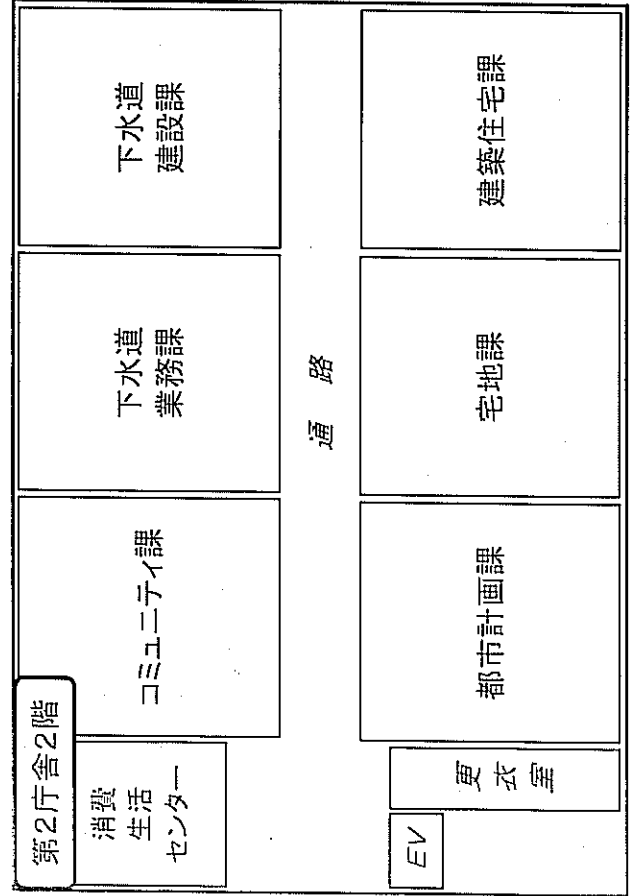 第2庁舎2階
消費
生活
センター
コミュニティ課
下水道
業務課
下水道
建設課
通路
EV
更衣室
都市計画課
宅地課
建築住宅課